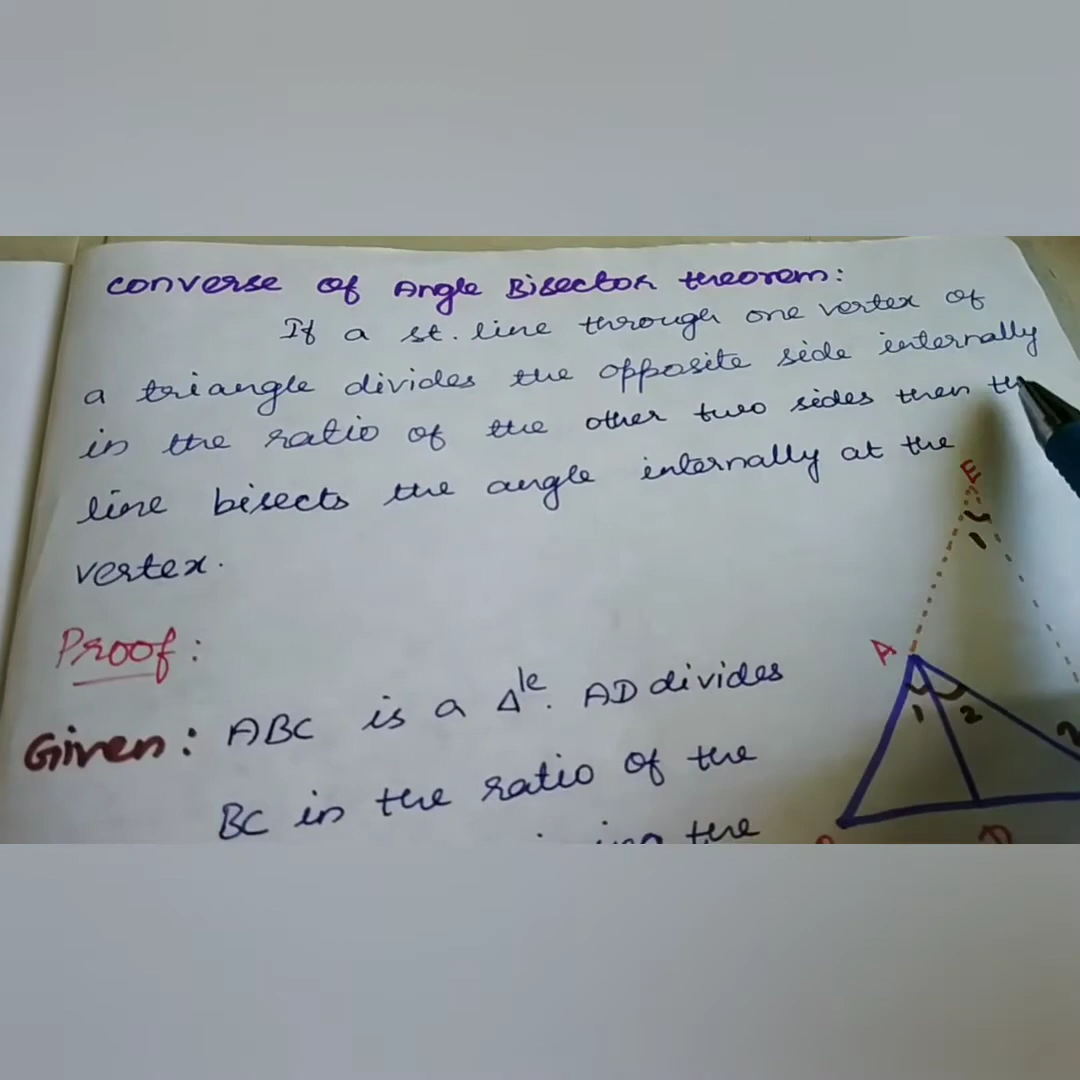 converse of Angle Bisector theorem:
If a st. line through one vertex of
a triangle divides the opposite side internally
in the ratio of the other two sides then
line bisects the angle internally at the
vertex.
E
1
Proof:
A
Given: ABC is a Δle. AD divides
1 2
2
BC in the ratio of the
D
the